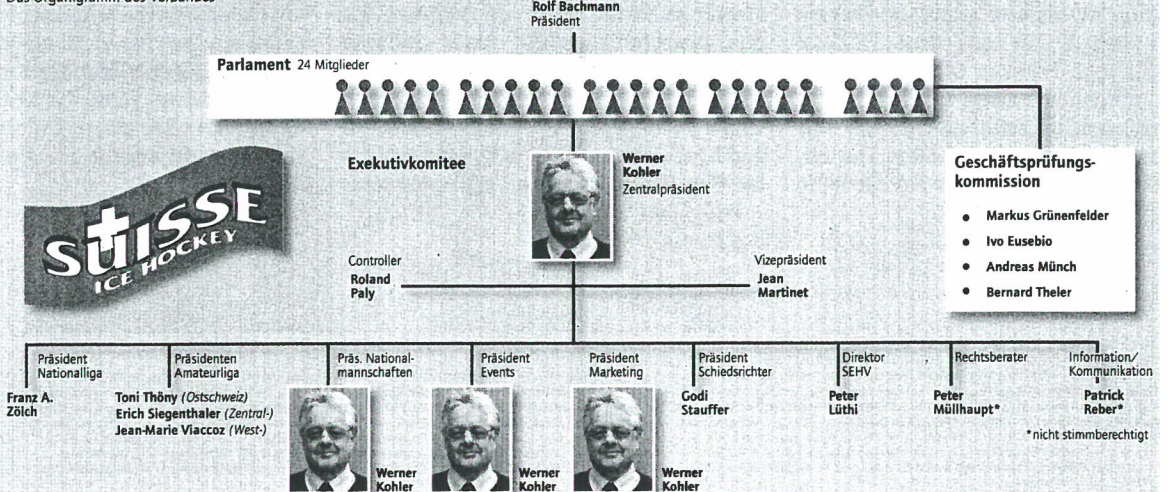 Das Organigramm des Verbandes
Rolf Bachmann
Präsident
Parlament 24 Mitglieder
Exekutivkomitee
Werner
Kohler
Zentralpräsident
Geschäftsprüfungs-
kommission
• Markus Grünenfelder
• Ivo Eusebio
• Andreas Münch
• Bernard Theler
SUISSE
ICE HOCKEY
Controller
Roland
Paly
Vizepräsident
Jean
Martinet
Präsident
Nationalliga
Franz A.
Zölch
Präsidenten
Amateurliga
Toni Thöny (Ostschweiz)
Erich Siegenthaler (Zentral-)
Jean-Marie Viaccoz (West-)
Präs. National-
mannschaften
Werner
Kohler
Präsident
Events
Werner
Kohler
Präsident
Marketing
Werner
Kohler
Präsident
Schiedsrichter
Godi
Stauffer
Direktor
SEHV
Peter
Lüthi
Rechtsberater
Peter
Müllhaupt*
Information/
Kommunikation
Patrick
Reber*
*nicht stimmberechtigt